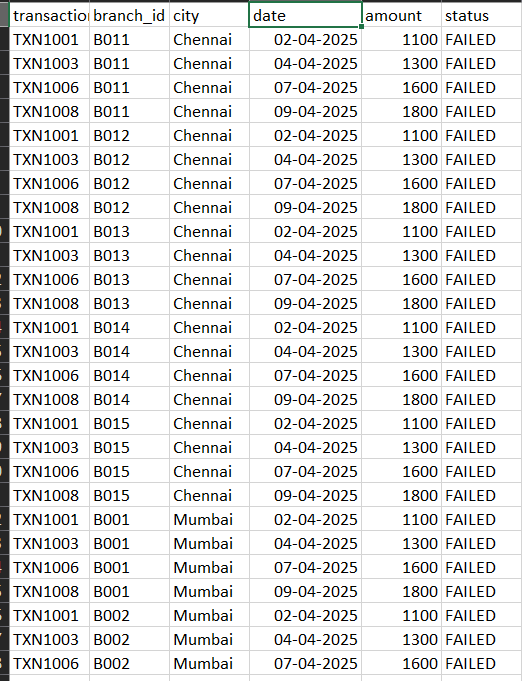 transaction branch_id city date amount status
TXN1001 B011 Chennai 02-04-2025 1100 FAILED
TXN1003 B011 Chennai 04-04-2025 1300 FAILED
TXN1006 B011 Chennai 07-04-2025 1600 FAILED
TXN1008 B011 Chennai 09-04-2025 1800 FAILED
TXN1001 B012 Chennai 02-04-2025 1100 FAILED
TXN1003 B012 Chennai 04-04-2025 1300 FAILED
TXN1006 B012 Chennai 07-04-2025 1600 FAILED
TXN1008 B012 Chennai 09-04-2025 1800 FAILED
TXN1001 B013 Chennai 02-04-2025 1100 FAILED
TXN1003 B013 Chennai 04-04-2025 1300 FAILED
TXN1006 B013 Chennai 07-04-2025 1600 FAILED
TXN1008 B013 Chennai 09-04-2025 1800 FAILED
TXN1001 B014 Chennai 02-04-2025 1100 FAILED
TXN1003 B014 Chennai 04-04-2025 1300 FAILED
TXN1006 B014 Chennai 07-04-2025 1600 FAILED
TXN1008 B014 Chennai 09-04-2025 1800 FAILED
TXN1001 B015 Chennai 02-04-2025 1100 FAILED
TXN1003 B015 Chennai 04-04-2025 1300 FAILED
TXN1006 B015 Chennai 07-04-2025 1600 FAILED
TXN1008 B015 Chennai 09-04-2025 1800 FAILED
TXN1001 B001 Mumbai 02-04-2025 1100 FAILED
TXN1003 B001 Mumbai 04-04-2025 1300 FAILED
TXN1006 B001 Mumbai 07-04-2025 1600 FAILED
TXN1008 B001 Mumbai 09-04-2025 1800 FAILED
TXN1001 B002 Mumbai 02-04-2025 1100 FAILED
TXN1003 B002 Mumbai 04-04-2025 1300 FAILED
TXN1006 B002 Mumbai 07-04-2025 1600 FAILED